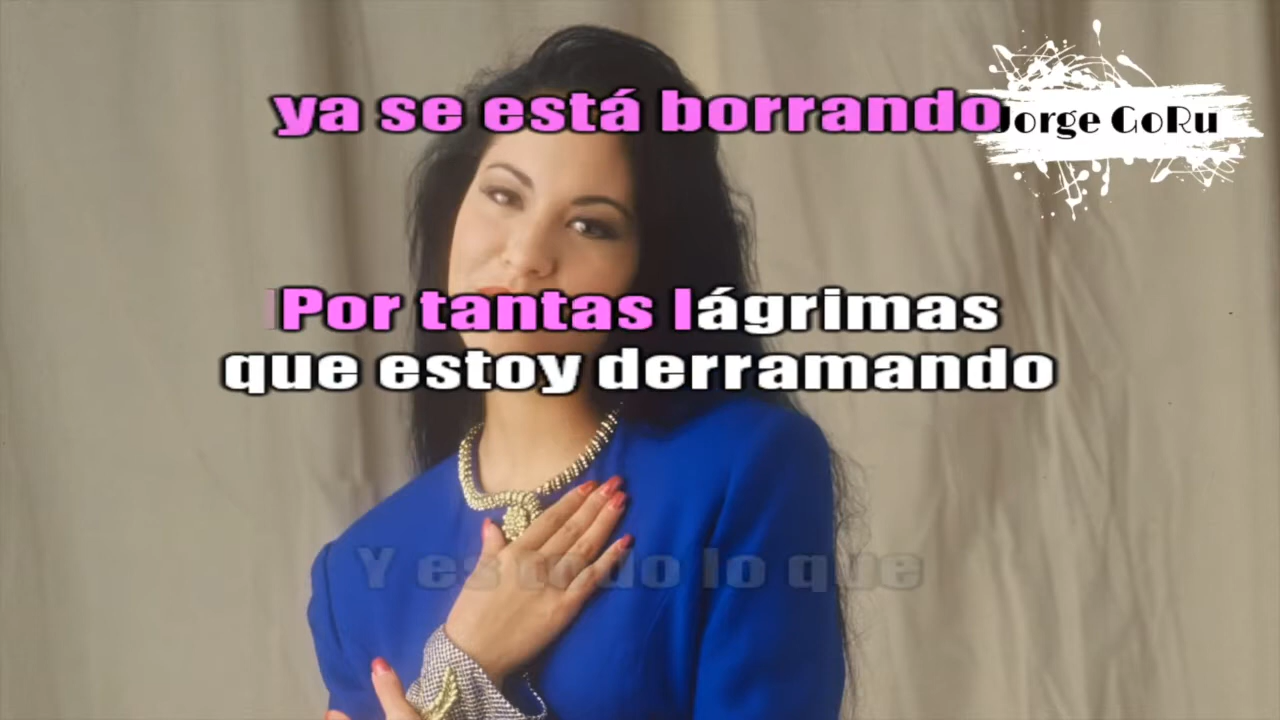 ya se está borrando
Jorge GoRu
Por tantas lágrimas
que estoy derramando
Y es todo lo que